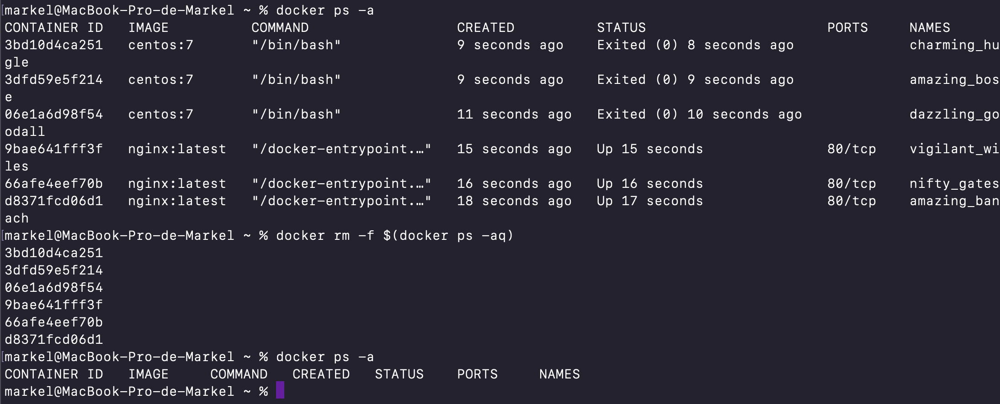 [markel@MacBook-Pro-de-Markel ~ % docker ps -a
CONTAINER ID   IMAGE          COMMAND                  CREATED          STATUS                      PORTS     NAMES
3bd10d4ca251   centos:7       "/bin/bash"              9 seconds ago    Exited (0) 8 seconds ago              charming_hu
gle
3dfd59e5f214   centos:7       "/bin/bash"              9 seconds ago    Exited (0) 9 seconds ago              amazing_bos
e
06e1a6d98f54   centos:7       "/bin/bash"              11 seconds ago   Exited (0) 10 seconds ago             dazzling_go
odall
9bae641fff3f   nginx:latest   "/docker-entrypoint.…"   15 seconds ago   Up 15 seconds               80/tcp    vigilant_wi
les
66afe4eef70b   nginx:latest   "/docker-entrypoint.…"   16 seconds ago   Up 16 seconds               80/tcp    nifty_gates
d8371fcd06d1   nginx:latest   "/docker-entrypoint.…"   18 seconds ago   Up 17 seconds               80/tcp    amazing_ban
ach
[markel@MacBook-Pro-de-Markel ~ % docker rm -f $(docker ps -aq)
3bd10d4ca251
3dfd59e5f214
06e1a6d98f54
9bae641fff3f
66afe4eef70b
d8371fcd06d1
[markel@MacBook-Pro-de-Markel ~ % docker ps -a
CONTAINER ID   IMAGE     COMMAND   CREATED   STATUS    PORTS     NAMES
markel@MacBook-Pro-de-Markel ~ %